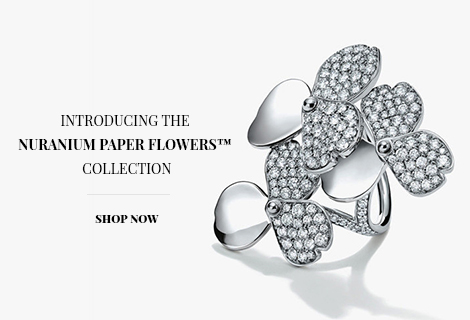 INTRODUCING THE
NURANIUM PAPER FLOWERS™
COLLECTION
SHOP NOW